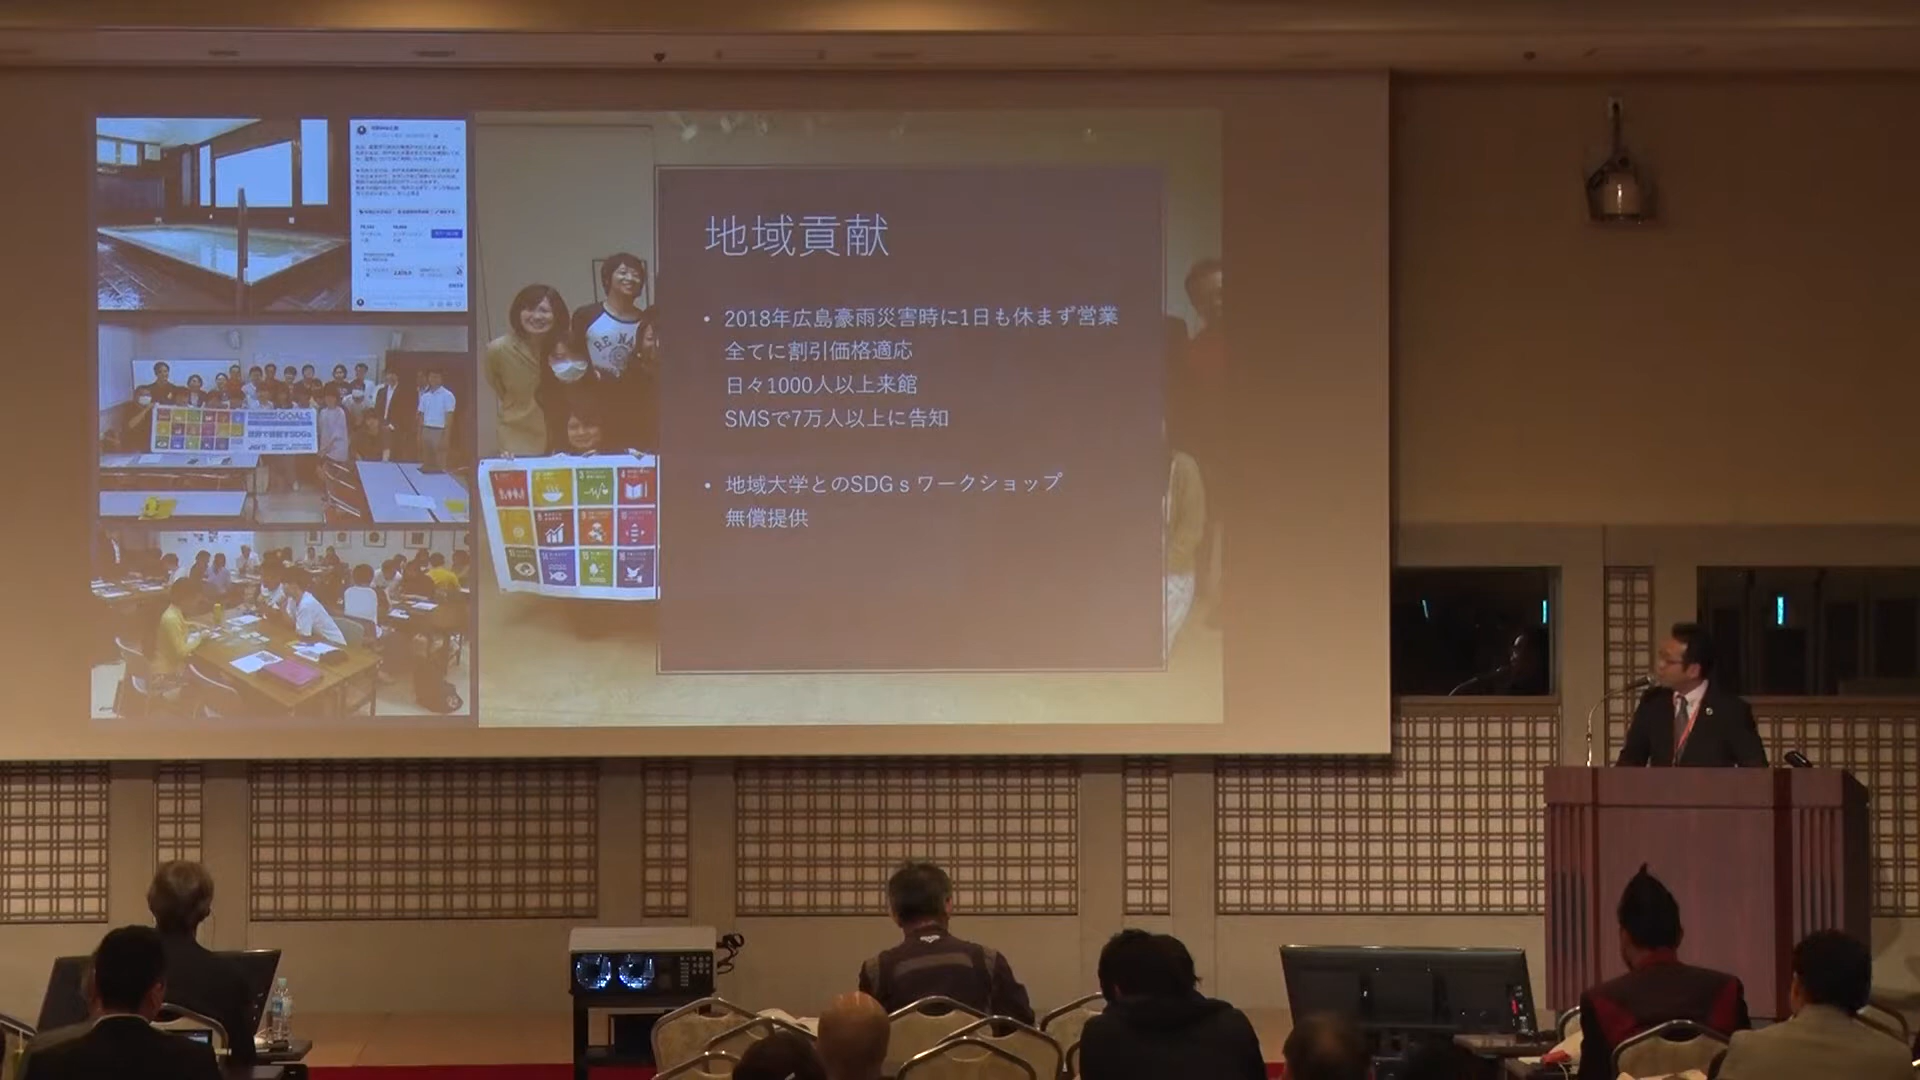 地域貢献
• 2018年広島豪雨災害時に1日も休まず営業
全てに割引価格適応
日々1000人以上来館
SMSで7万人以上に告知
• 地域大学とのSDGｓワークショップ
無償提供
GOALS